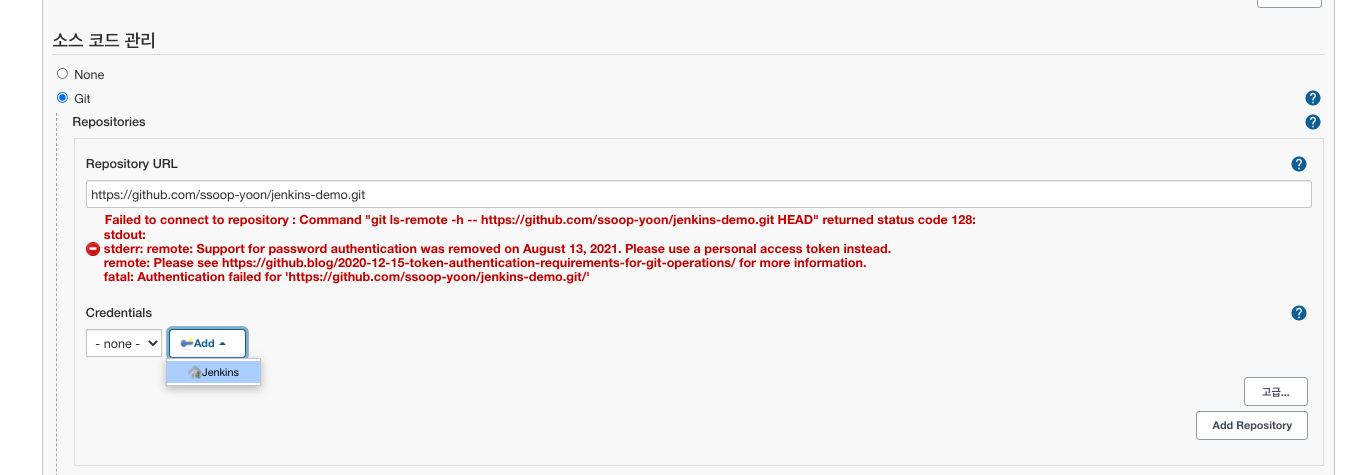 소스 코드 관리
None
Git
Repositories
Repository URL
https://github.com/ssoop-yoon/jenkins-demo.git
Failed to connect to repository : Command "git ls-remote -h -- https://github.com/ssoop-yoon/jenkins-demo.git HEAD" returned status code 128:
stdout:
stderr: remote: Support for password authentication was removed on August 13, 2021. Please use a personal access token instead.
remote: Please see https://github.blog/2020-12-15-token-authentication-requirements-for-git-operations/ for more information.
fatal: Authentication failed for 'https://github.com/ssoop-yoon/jenkins-demo.git/'
Credentials
- none - Add
Jenkins
고급...
Add Repository